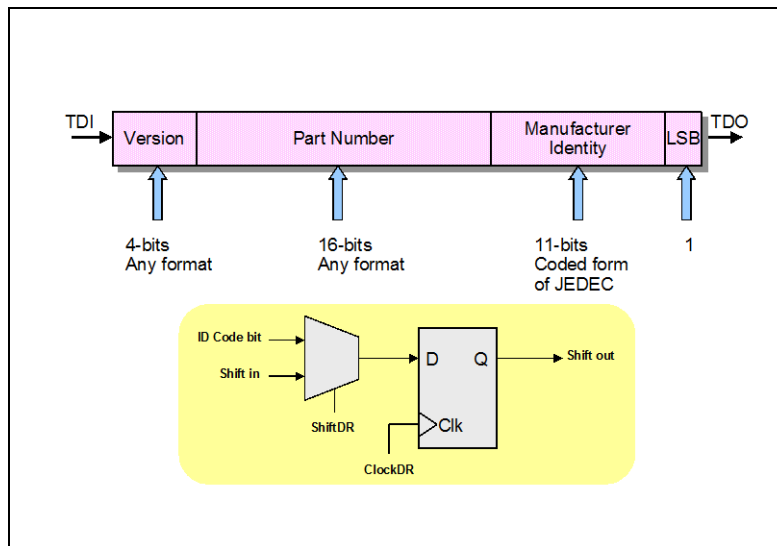 TDI
Version
Part Number
Manufacturer
Identity
LSB
TDO
4-bits
Any format
16-bits
Any format
11-bits
Coded form
of JEDEC
1
ID Code bit
Shift in
ShiftDR
D
Q
Clk
ClockDR
Shift out